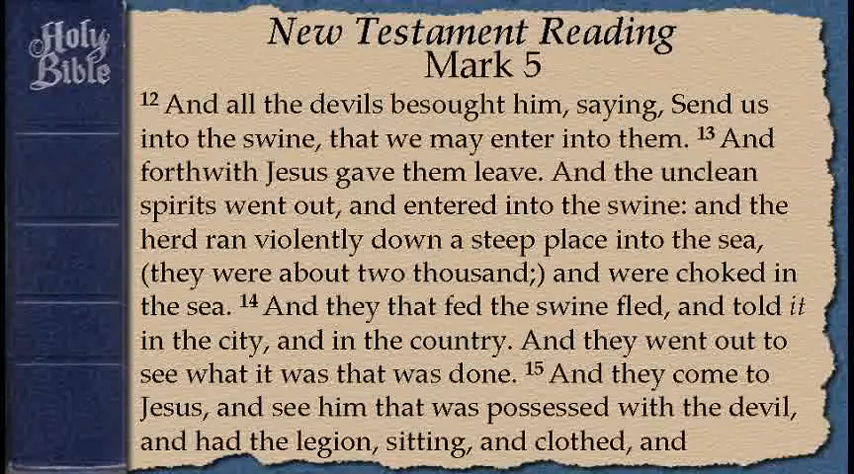 Holy
Bible
New Testament Reading
Mark 5
12 And all the devils besought him, saying, Send us
into the swine, that we may enter into them. 13 And
forthwith Jesus gave them leave. And the unclean
spirits went out, and entered into the swine: and the
herd ran violently down a steep place into the sea,
(they were about two thousand;) and were choked in
the sea. 14 And they that fed the swine fled, and told it
in the city, and in the country. And they went out to
see what it was that was done. 15 And they come to
Jesus, and see him that was possessed with the devil,
and had the legion, sitting, and clothed, and